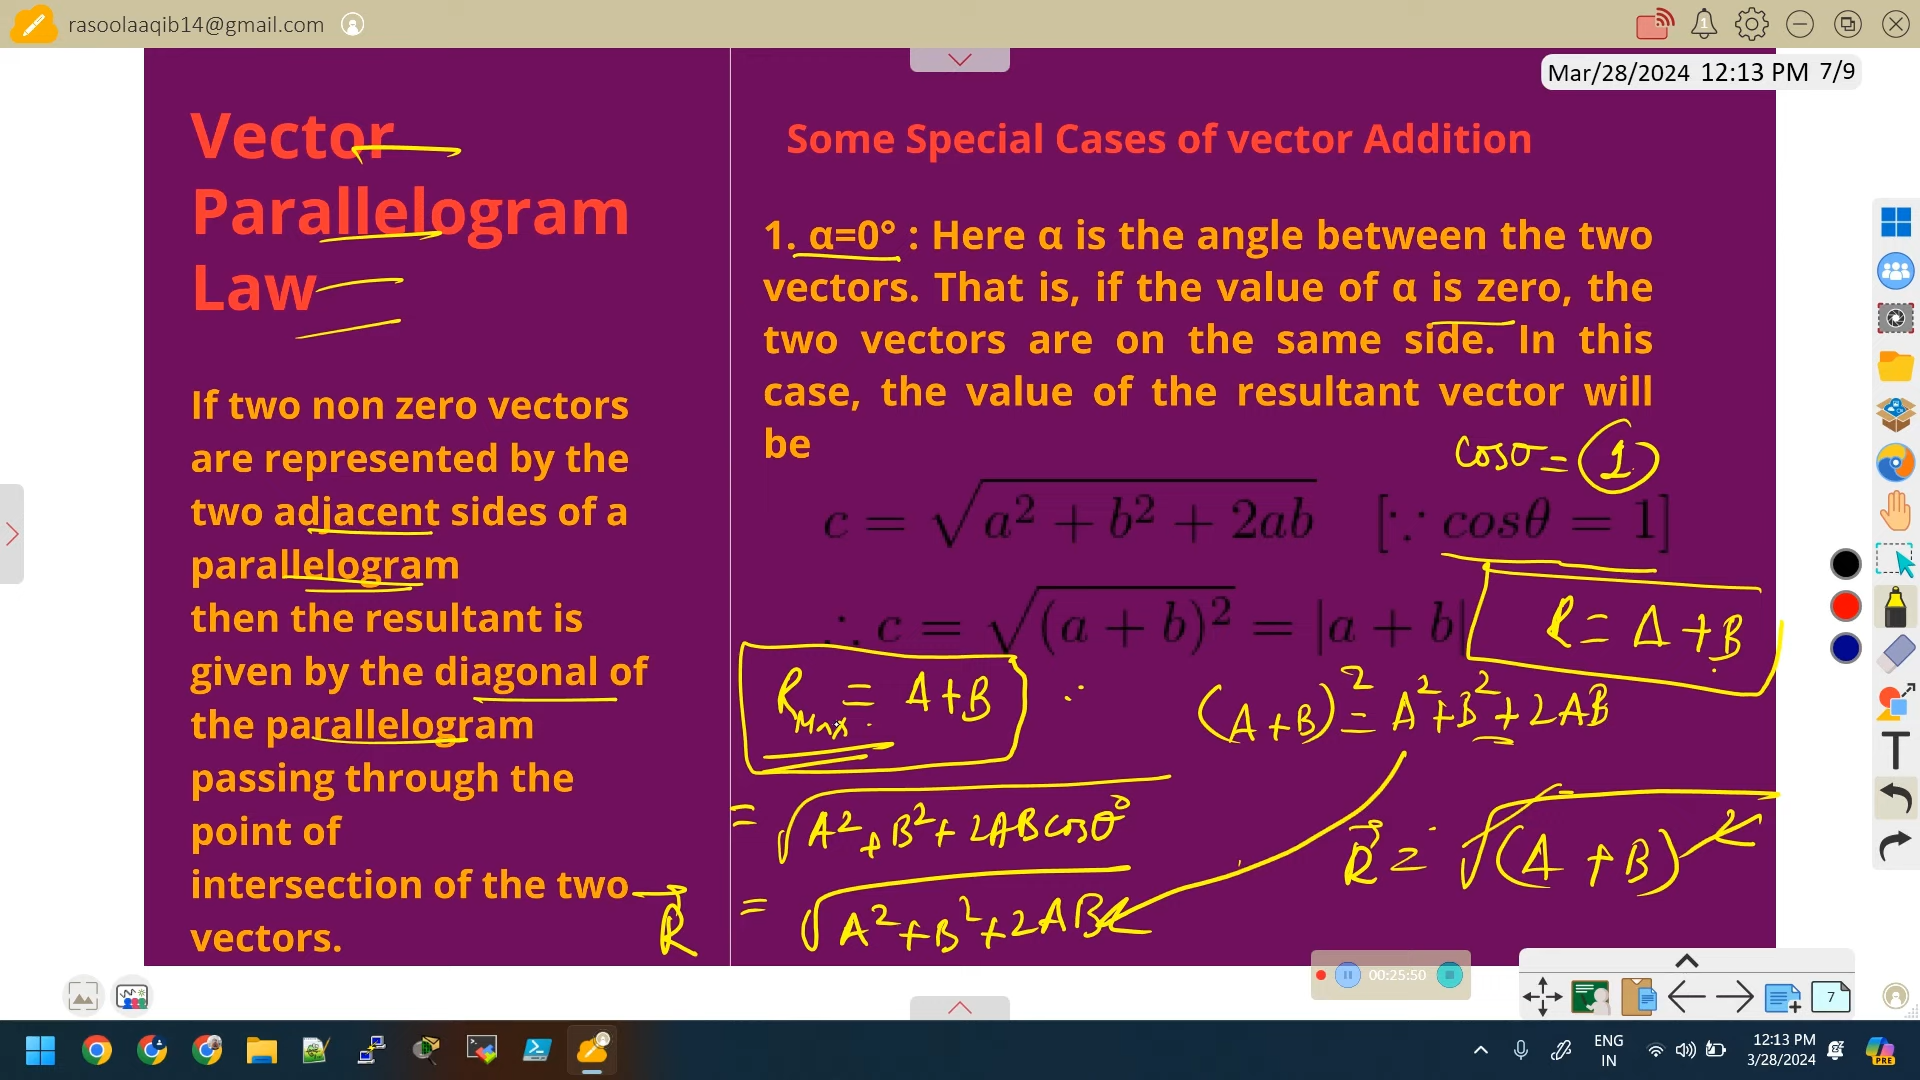 rasoolaaqib14@gmail.com
1
Mar/28/2024 12:13 PM 7/9
Vector
Parallelogram
Law
If two non zero vectors
are represented by the
two adjacent sides of a
parallelogram
then the resultant is
given by the diagonal of
the parallelogram
passing through the
point of
intersection of the two
vectors.
R
Some Special Cases of vector Addition
1. α=0° : Here α is the angle between the two
vectors. That is, if the value of α is zero, the
two vectors are on the same side. In this
case, the value of the resultant vector will
be
cos0 = 1
c = √(a² + b² + 2ab) [∵ cosθ = 1]
∴ c = √((a + b)²) = |a + b|
R = A + B
R Max = A+B ∴
(A+B)² = A²+B²+2AB
= √(A²+B²+2ABcosθ°)
R = √(A+B)²
= √(A²+B²+2AB)
00:25:50
T
7
ENG
IN
12:13 PM
3/28/2024
PRE